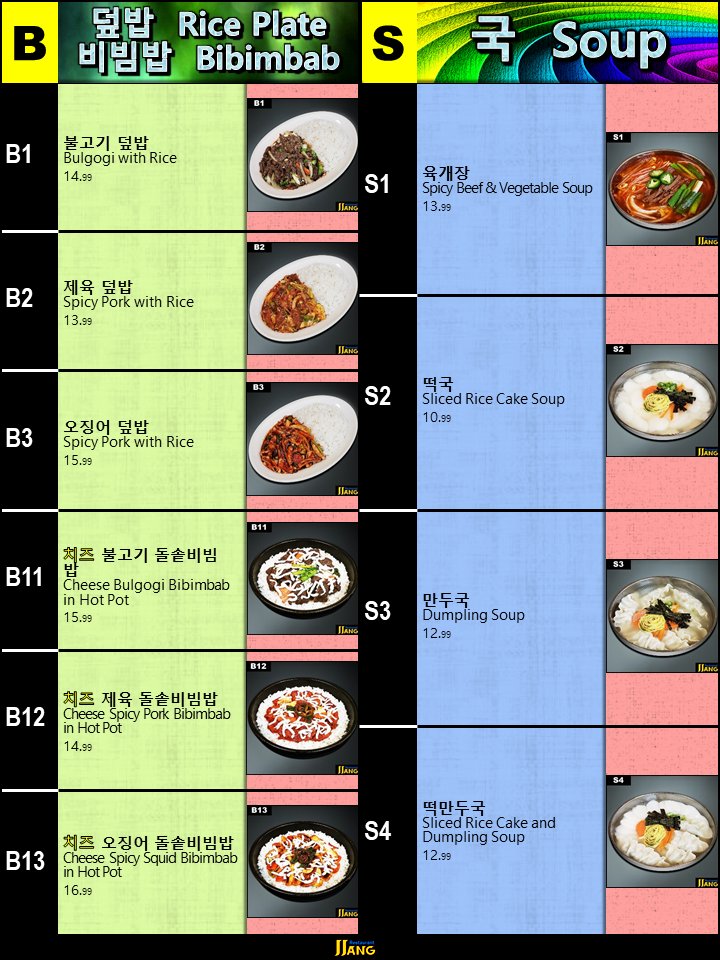 B
덮밥 Rice Plate
비빔밥 Bibimbab
B1
불고기 덮밥
Bulgogi with Rice
14.99
B1
JJANG
B2
제육 덮밥
Spicy Pork with Rice
13.99
B2
JJANG
B3
오징어 덮밥
Spicy Pork with Rice
15.99
B3
JJANG
B11
치즈 불고기 돌솥비빔
밥
Cheese Bulgogi Bibimbab
in Hot Pot
15.99
B11
JJANG
B12
치즈 제육 돌솥비빔밥
Cheese Spicy Pork Bibimbab
in Hot Pot
14.99
B12
JJANG
B13
치즈 오징어 돌솥비빔밥
Cheese Spicy Squid Bibimbab
in Hot Pot
16.99
B13
JJANG
S
국 Soup
S1
육개장
Spicy Beef & Vegetable Soup
13.99
S1
JJANG
S2
떡국
Sliced Rice Cake Soup
10.99
S2
JJANG
S3
만두국
Dumpling Soup
12.99
S3
JJANG
S4
떡만두국
Sliced Rice Cake and
Dumpling Soup
12.99
S4
JJANG
Restaurant
JJANG